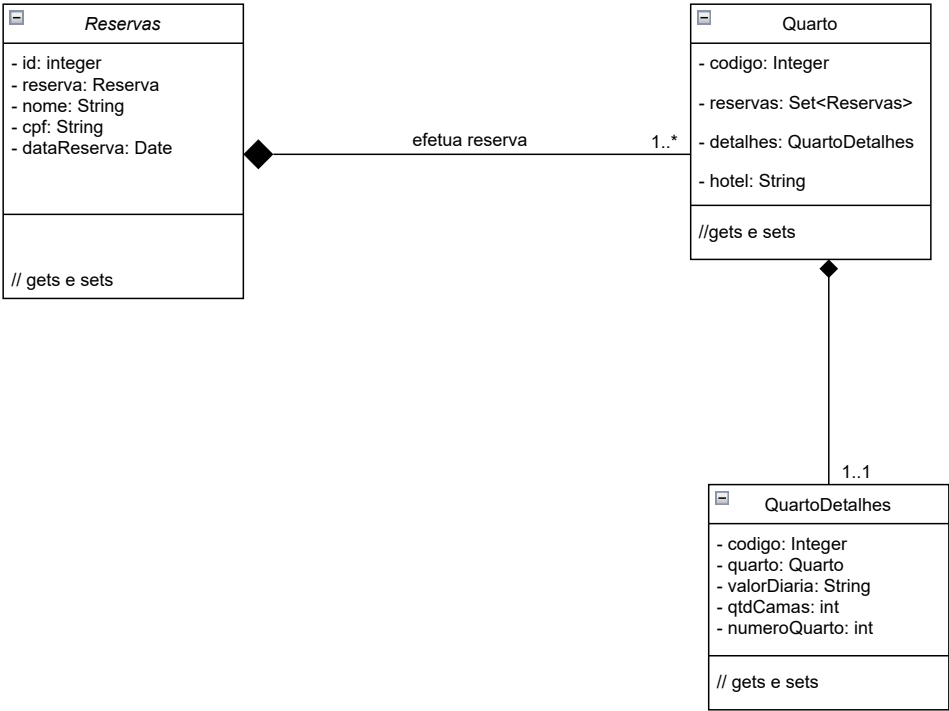 Reservas
- id: integer
- reserva: Reserva
- nome: String
- cpf: String
- dataReserva: Date
// gets e sets
efetua reserva
1..*
Quarto
- codigo: Integer
- reservas: Set<Reservas>
- detalhes: QuartoDetalhes
- hotel: String
//gets e sets
1..1
QuartoDetalhes
- codigo: Integer
- quarto: Quarto
- valorDiaria: String
- qtdCamas: int
- numeroQuarto: int
// gets e sets